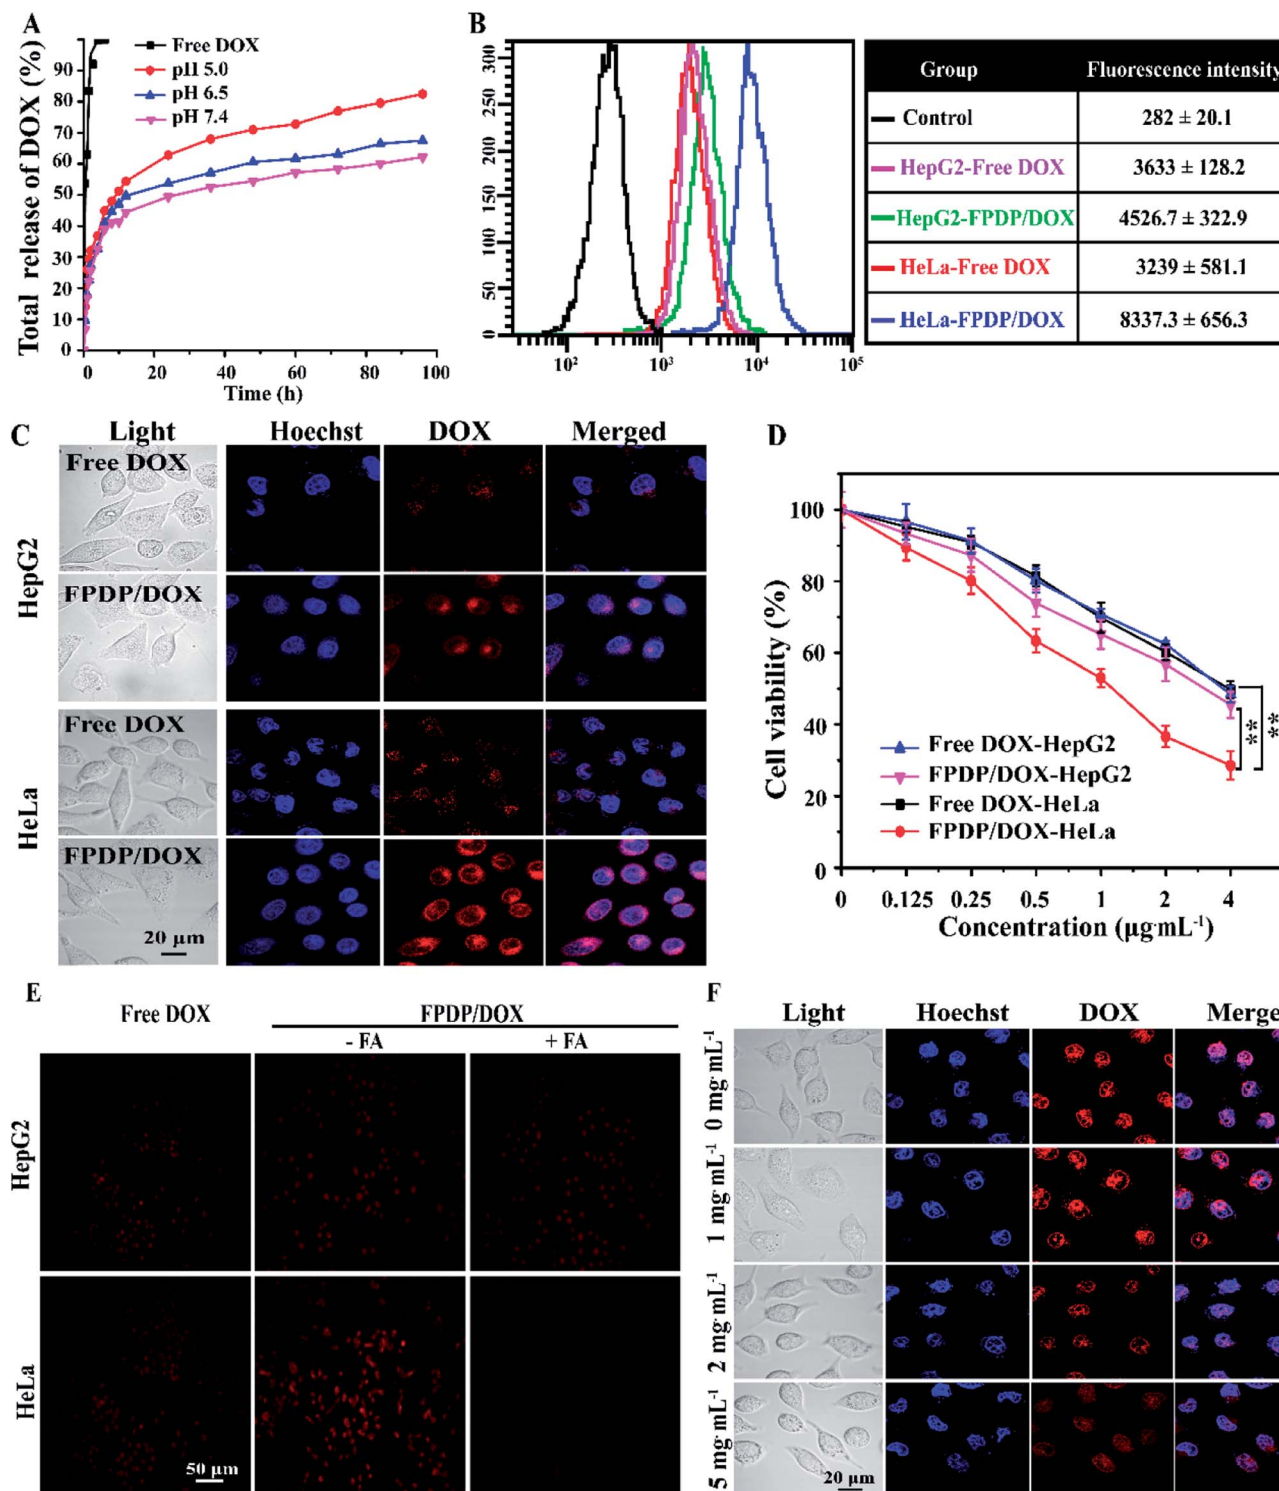 A
Total release of DOX (%)
90
80
70
60
50
40
30
20
10
0
Free DOX
pH 5.0
pH 6.5
pH 7.4
0 20 40 60 80 100
Time (h)
B
300
250
200
150
100
50
0
10² 10³ 10⁴ 10⁵
Group Fluorescence intensity
Control 282 ± 20.1
HepG2-Free DOX 3633 ± 128.2
HepG2-FPDP/DOX 4526.7 ± 322.9
HeLa-Free DOX 3239 ± 581.1
HeLa-FPDP/DOX 8337.3 ± 656.3
C
Light Hoechst DOX Merged
HepG2
Free DOX
FPDP/DOX
HeLa
Free DOX
FPDP/DOX
20 μm
D
Cell viability (%)
100
80
60
40
20
0
Free DOX-HepG2
FPDP/DOX-HepG2
Free DOX-HeLa
FPDP/DOX-HeLa
**
**
0 0.125 0.25 0.5 1 2 4
Concentration (μg·mL⁻¹)
E
Free DOX FPDP/DOX
- FA + FA
HepG2
HeLa
50 μm
F
Light Hoechst DOX Merge
0 mg·mL⁻¹
1 mg·mL⁻¹
2 mg·mL⁻¹
5 mg·mL⁻¹
20 μm